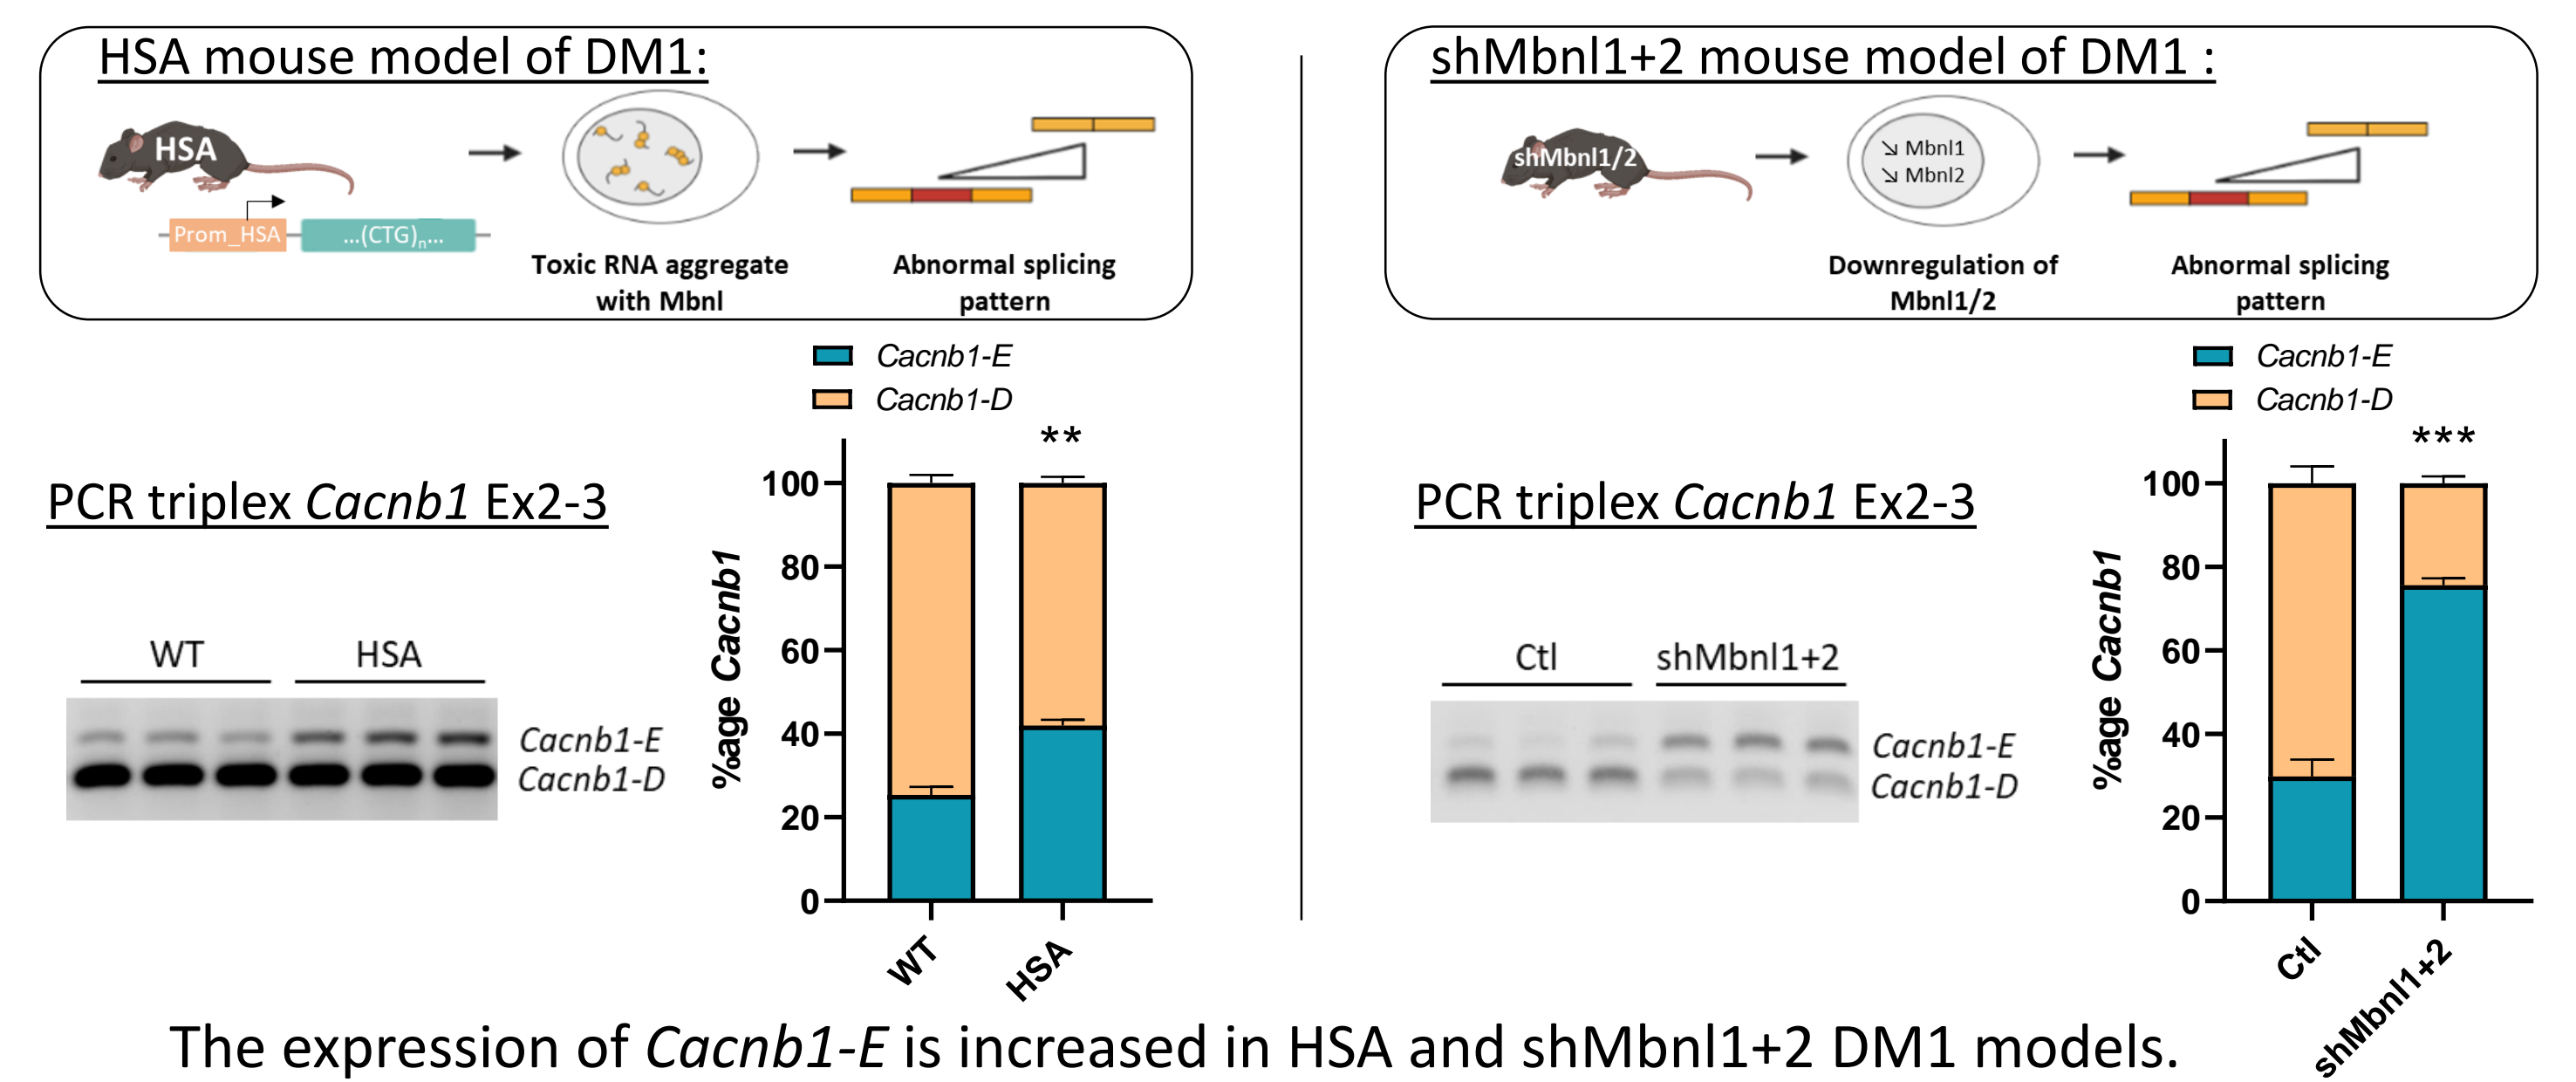 HSA mouse model of DM1:
HSA
Prom_HSA
...(CTG)n...
Toxic RNA aggregate
with Mbnl
Abnormal splicing
pattern
Cacnb1-E
Cacnb1-D
PCR triplex Cacnb1 Ex2-3
WT
HSA
Cacnb1-E
Cacnb1-D
%age Cacnb1
**
100
80
60
40
20
0
WT
HSA
shMbnl1+2 mouse model of DM1 :
shMbnl1/2
↘ Mbnl1
↘ Mbnl2
Downregulation of
Mbnl1/2
Abnormal splicing
pattern
Cacnb1-E
Cacnb1-D
PCR triplex Cacnb1 Ex2-3
Ctl
shMbnl1+2
Cacnb1-E
Cacnb1-D
%age Cacnb1
***
100
80
60
40
20
0
Ctl
shMbnl1+2
The expression of Cacnb1-E is increased in HSA and shMbnl1+2 DM1 models.